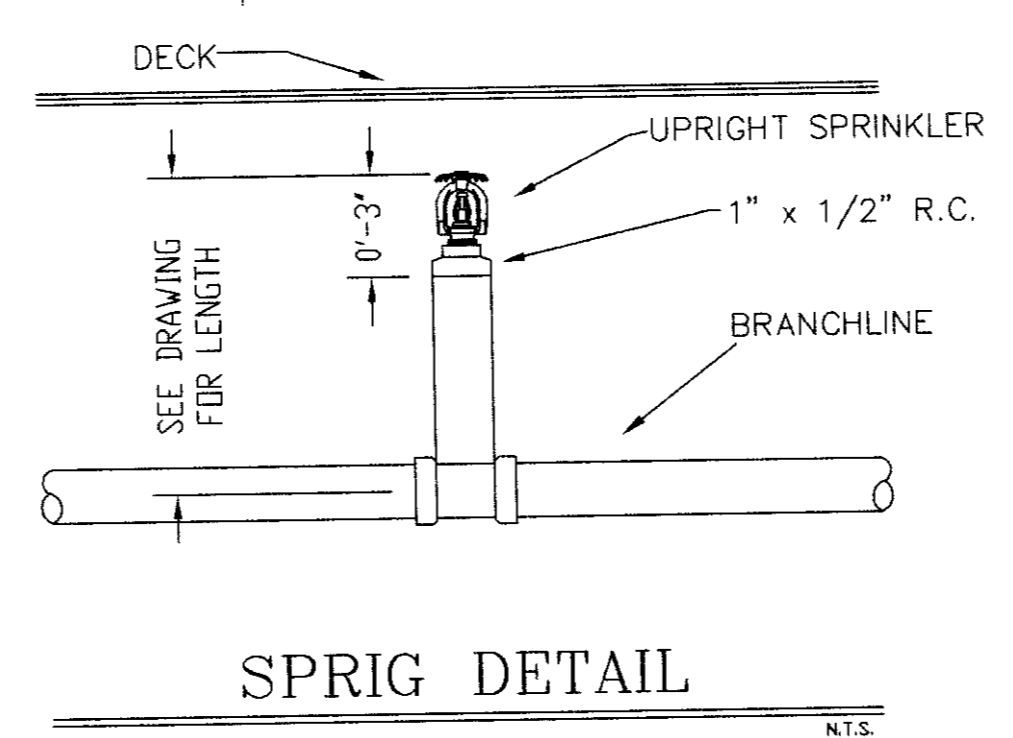 DECK
UPRIGHT SPRINKLER
1" x 1/2" R.C.
0'-3"
SEE DRAWING
FOR LENGTH
BRANCHLINE
SPRIG DETAIL
N.T.S.